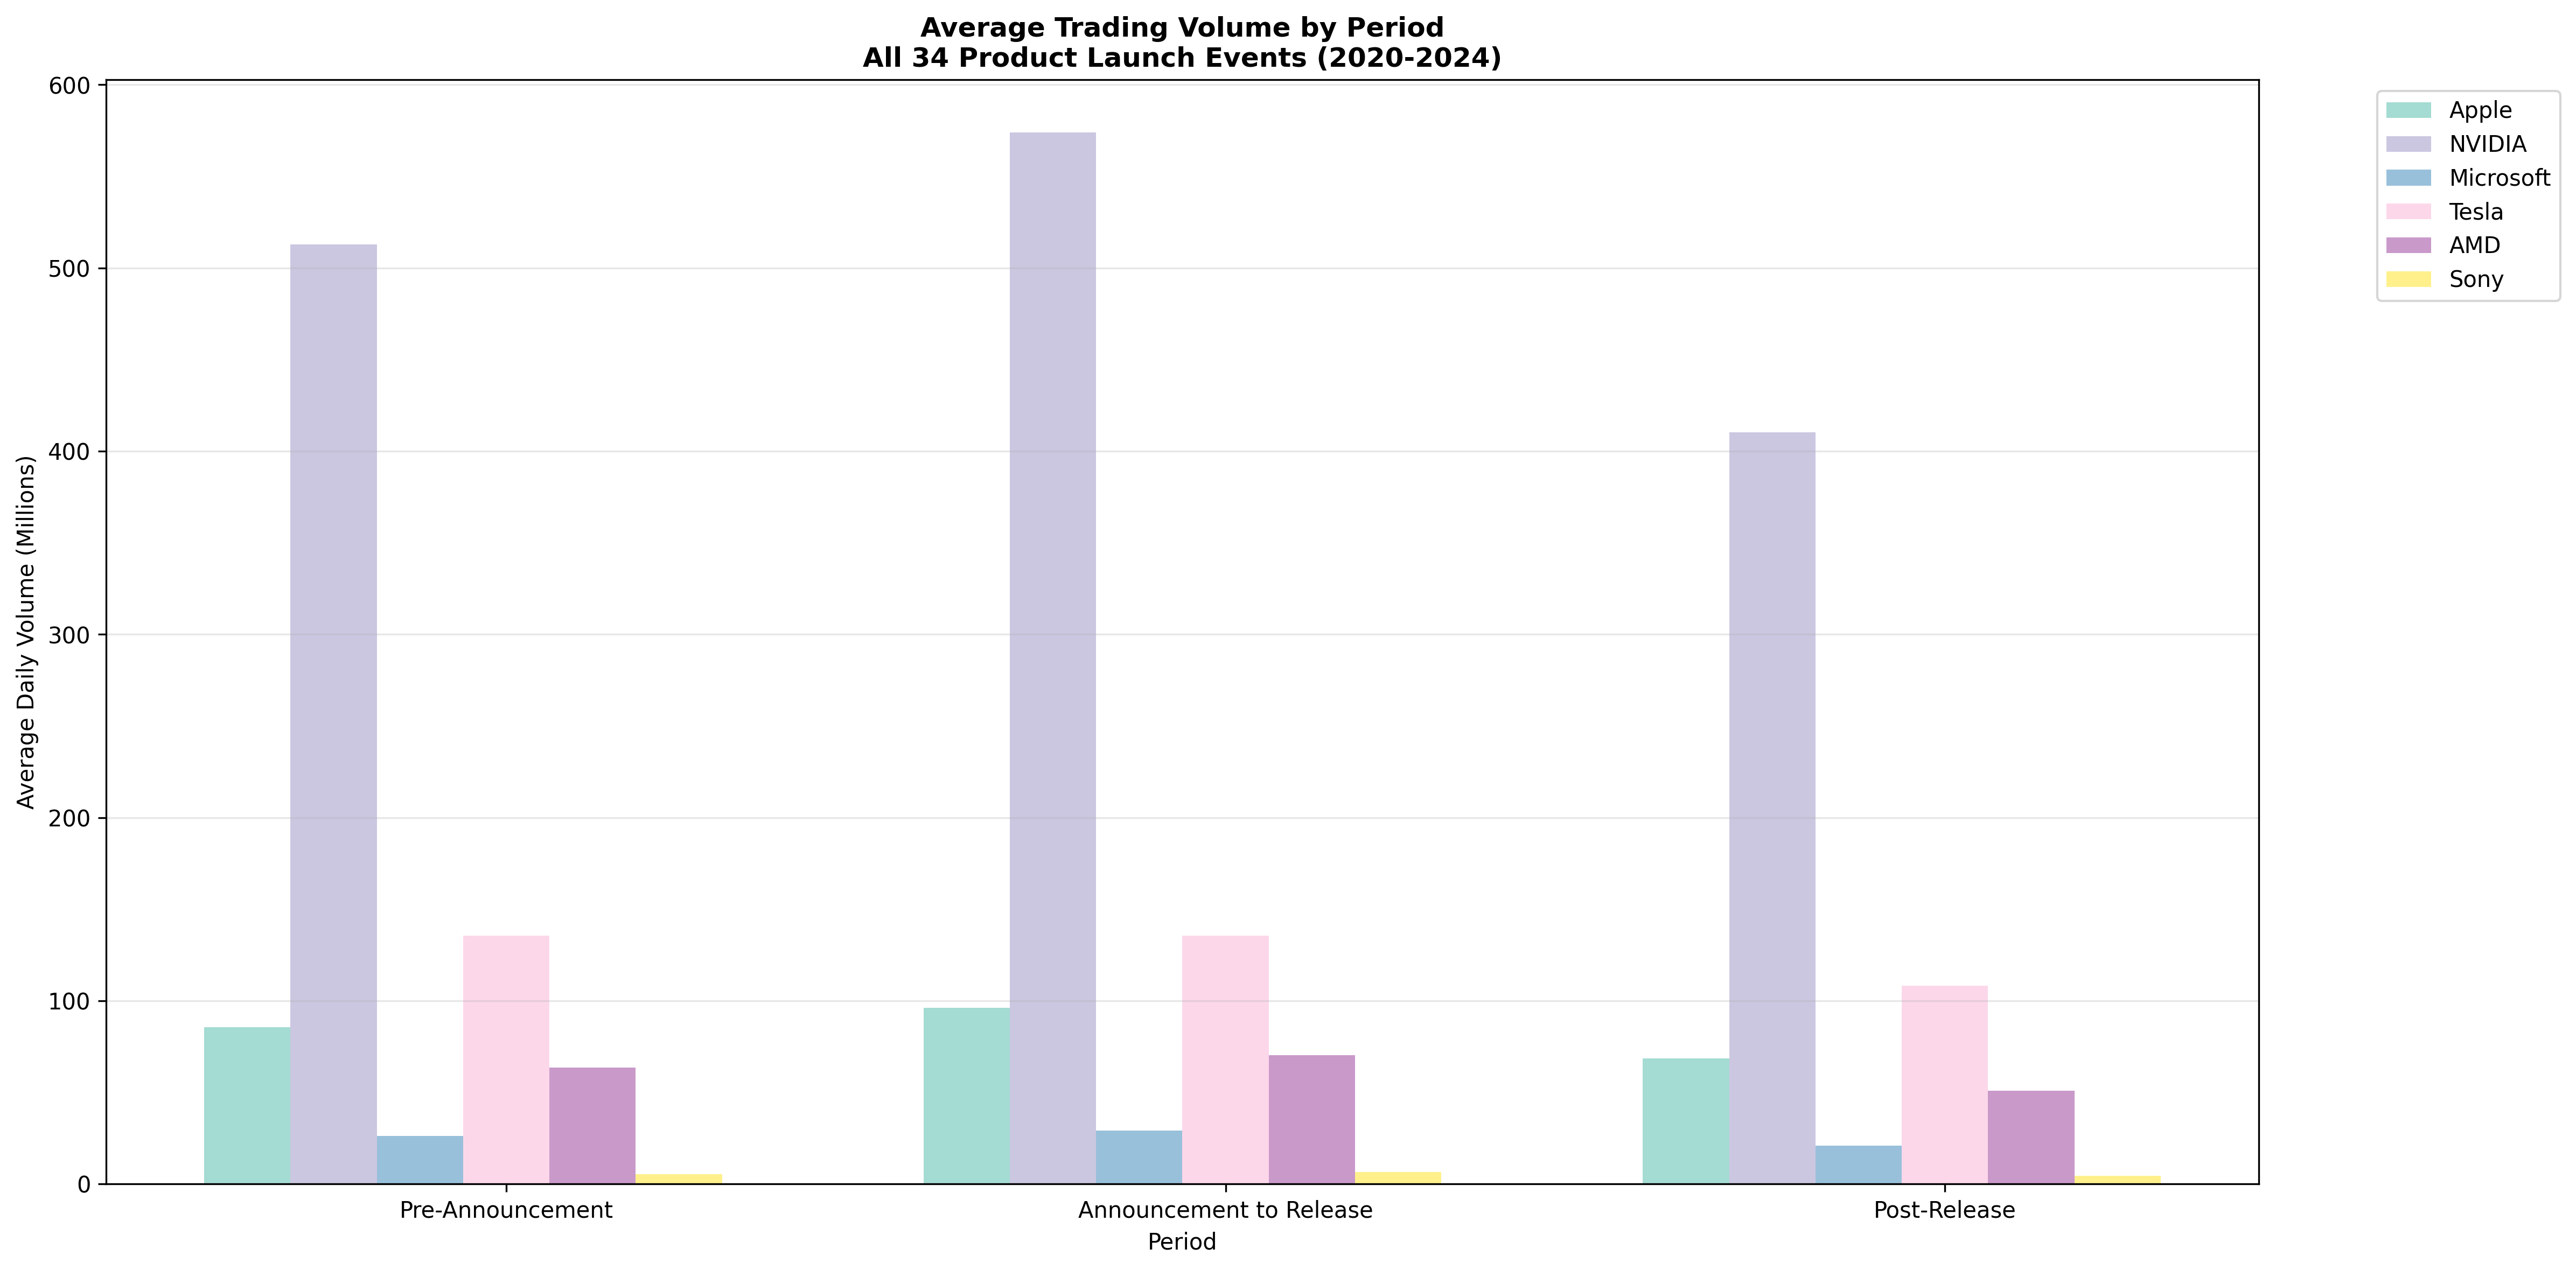 Average Trading Volume by Period
All 34 Product Launch Events (2020-2024)
Average Daily Volume (Millions)
600
500
400
300
200
100
0
Pre-Announcement
Announcement to Release
Post-Release
Period
Apple
NVIDIA
Microsoft
Tesla
AMD
Sony